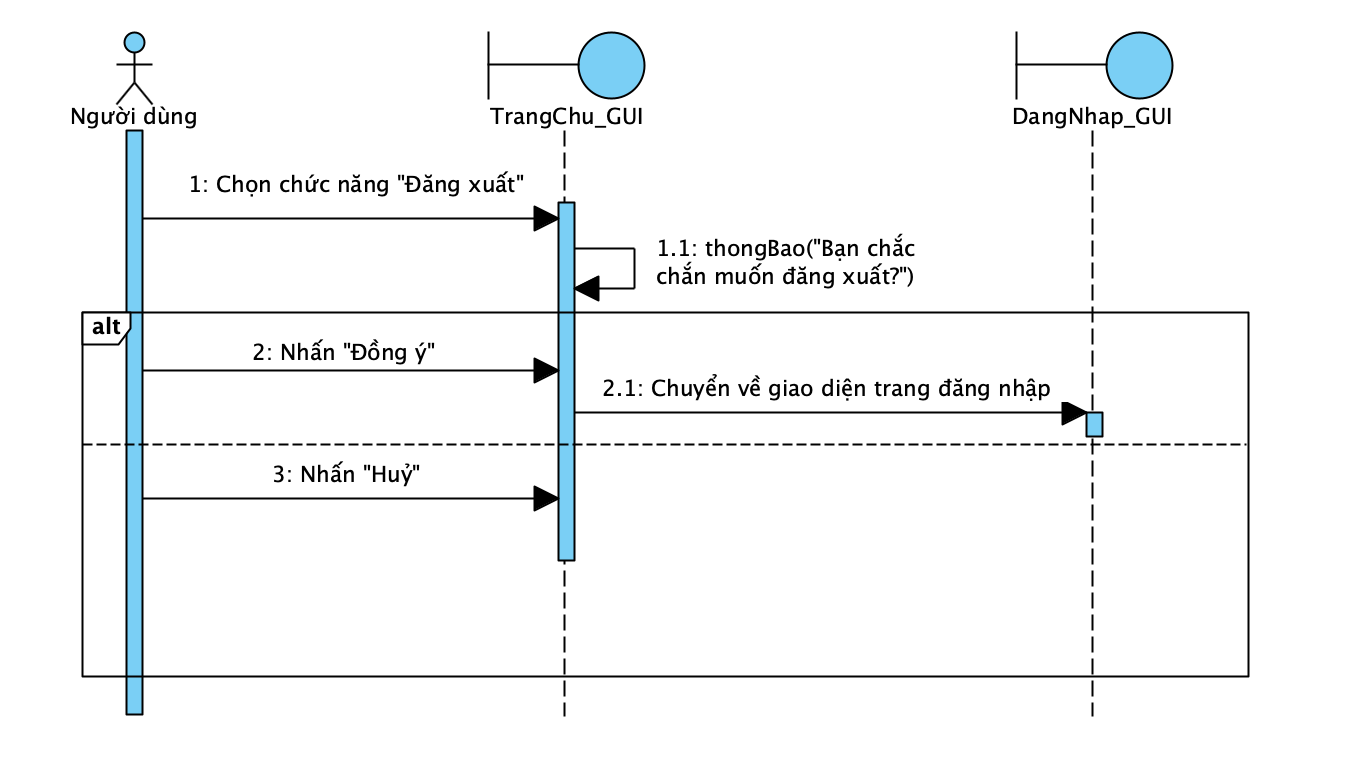 Người dùng
TrangChu_GUI
DangNhap_GUI
1: Chọn chức năng "Đăng xuất"
1.1: thongBao("Bạn chắc
chắn muốn đăng xuất?")
alt
2: Nhấn "Đồng ý"
2.1: Chuyển về giao diện trang đăng nhập
3: Nhấn "Huỷ"